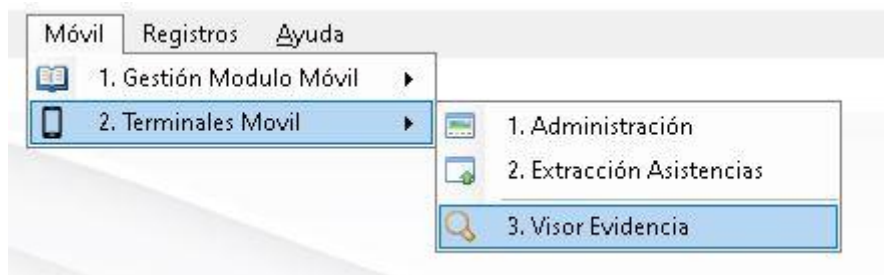 Móvil Registros Ayuda
1. Gestión Modulo Móvil
2. Terminales Movil
1. Administración
2. Extracción Asistencias
3. Visor Evidencia